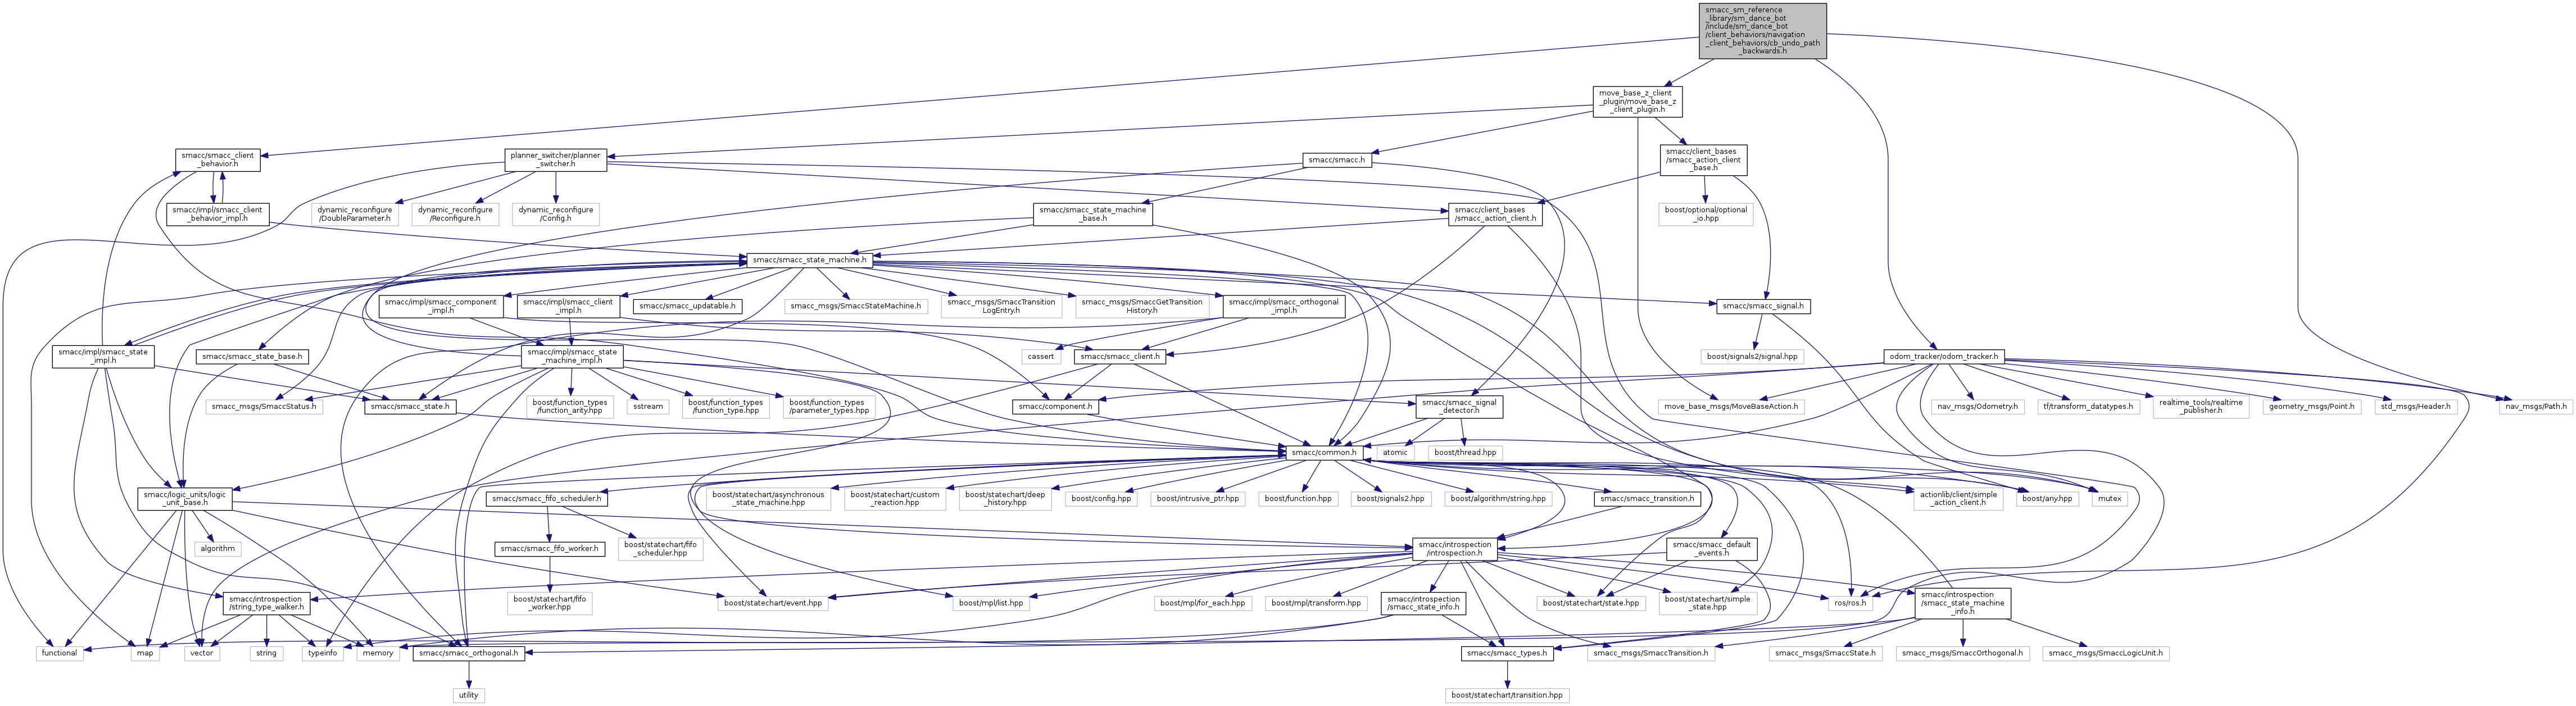 smacc_sm_reference
_library/sm_dance_bot
/include/sm_dance_bot
/client_behaviors/navigation
_client_behaviors/cb_undo_path
_backwards.h
move_base_z_client
_plugin/move_base_z
_client_plugin.h
smacc/smacc_client
_behavior.h
planner_switcher/planner
_switcher.h
smacc/smacc.h
smacc/client_bases
/smacc_action_client
_base.h
smacc/impl/smacc_client
_behavior_impl.h
dynamic_reconfigure
/DoubleParameter.h
dynamic_reconfigure
/Reconfigure.h
dynamic_reconfigure
/Config.h
smacc/smacc_state_machine
_base.h
smacc/client_bases
/smacc_action_client.h
boost/optional/optional
_io.hpp
smacc/smacc_state_machine.h
smacc/impl/smacc_component
_impl.h
smacc/impl/smacc_client
_impl.h
smacc/smacc_updatable.h
smacc_msgs/SmaccStateMachine.h
smacc_msgs/SmaccTransition
LogEntry.h
smacc_msgs/SmaccGetTransition
History.h
smacc/impl/smacc_orthogonal
_impl.h
smacc/smacc_signal.h
smacc/impl/smacc_state
_impl.h
smacc/smacc_state_base.h
smacc/impl/smacc_state
_machine_impl.h
cassert
smacc/smacc_client.h
boost/signals2/signal.hpp
odom_tracker/odom_tracker.h
smacc_msgs/SmaccStatus.h
smacc/smacc_state.h
boost/function_types
/function_arity.hpp
sstream
boost/function_types
/function_type.hpp
boost/function_types
/parameter_types.hpp
smacc/component.h
smacc/smacc_signal
_detector.h
move_base_msgs/MoveBaseAction.h
nav_msgs/Odometry.h
tf/transform_datatypes.h
realtime_tools/realtime
_publisher.h
geometry_msgs/Point.h
std_msgs/Header.h
nav_msgs/Path.h
smacc/common.h
atomic
boost/thread.hpp
smacc/logic_units/logic
_unit_base.h
smacc/smacc_fifo_scheduler.h
boost/statechart/asynchronous
_state_machine.hpp
boost/statechart/custom
_reaction.hpp
boost/statechart/deep
_history.hpp
boost/config.hpp
boost/intrusive_ptr.hpp
boost/function.hpp
boost/signals2.hpp
boost/algorithm/string.hpp
smacc/smacc_transition.h
actionlib/client/simple
_action_client.h
boost/any.hpp
mutex
algorithm
smacc/smacc_fifo_worker.h
boost/statechart/fifo
_scheduler.hpp
smacc/introspection
/introspection.h
smacc/smacc_default
_events.h
smacc/introspection
/string_type_walker.h
boost/statechart/fifo
_worker.hpp
boost/statechart/event.hpp
boost/mpl/list.hpp
boost/mpl/for_each.hpp
boost/mpl/transform.hpp
smacc/introspection
/smacc_state_info.h
boost/statechart/state.hpp
boost/statechart/simple
_state.hpp
ros/ros.h
smacc/introspection
/smacc_state_machine
_info.h
functional
map
vector
string
typeinfo
memory
smacc/smacc_orthogonal.h
smacc/smacc_types.h
smacc_msgs/SmaccTransition.h
smacc_msgs/SmaccState.h
smacc_msgs/SmaccOrthogonal.h
smacc_msgs/SmaccLogicUnit.h
utility
boost/statechart/transition.hpp